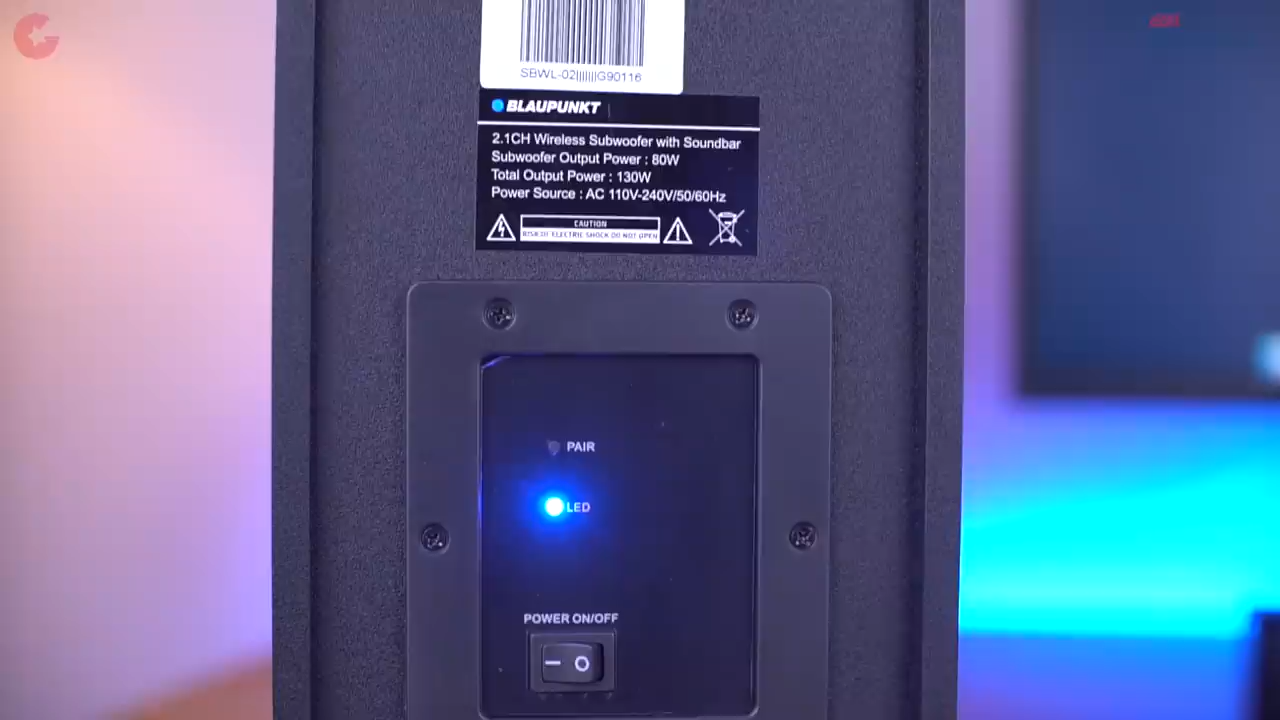 SBWL-02|||||||G90116
BLAUPUNKT
2.1CH Wireless Subwoofer with Soundbar
Subwoofer Output Power : 80W
Total Output Power : 130W
Power Source : AC 110V-240V/50/60Hz
CAUTION
RISK OF ELECTRIC SHOCK DO NOT OPEN
PAIR
LED
POWER ON/OFF